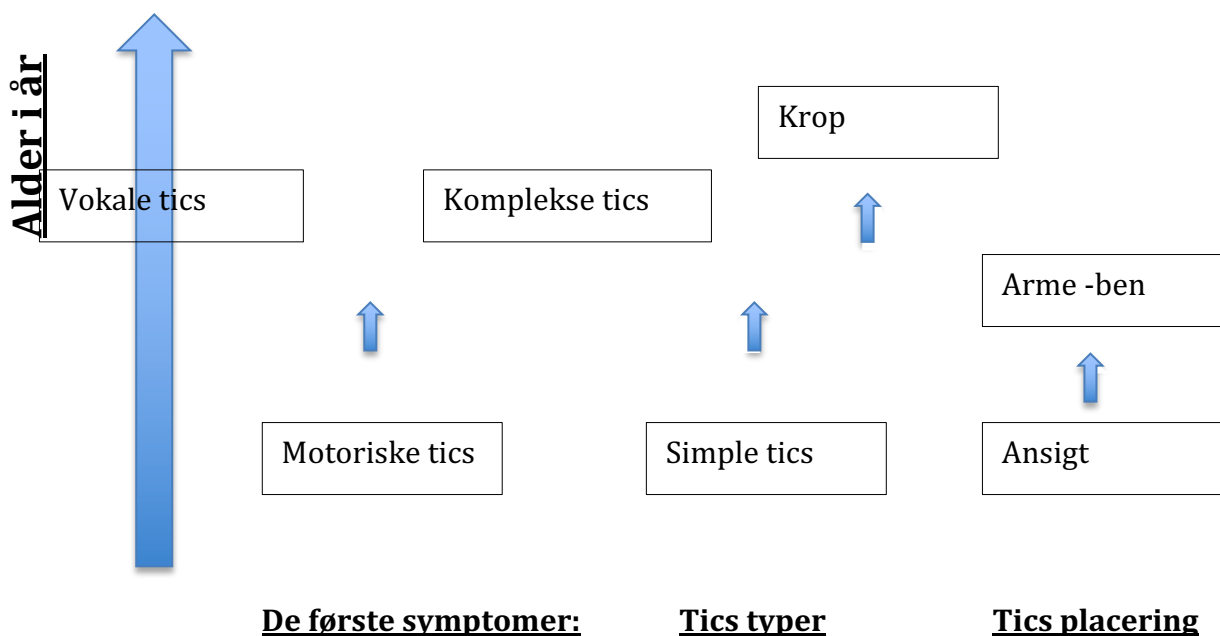 Alder i år
Krop
Vokale tics
Komplekse tics
Arme -ben
Motoriske tics
Simple tics
Ansigt
De første symptomer:
Tics typer
Tics placering